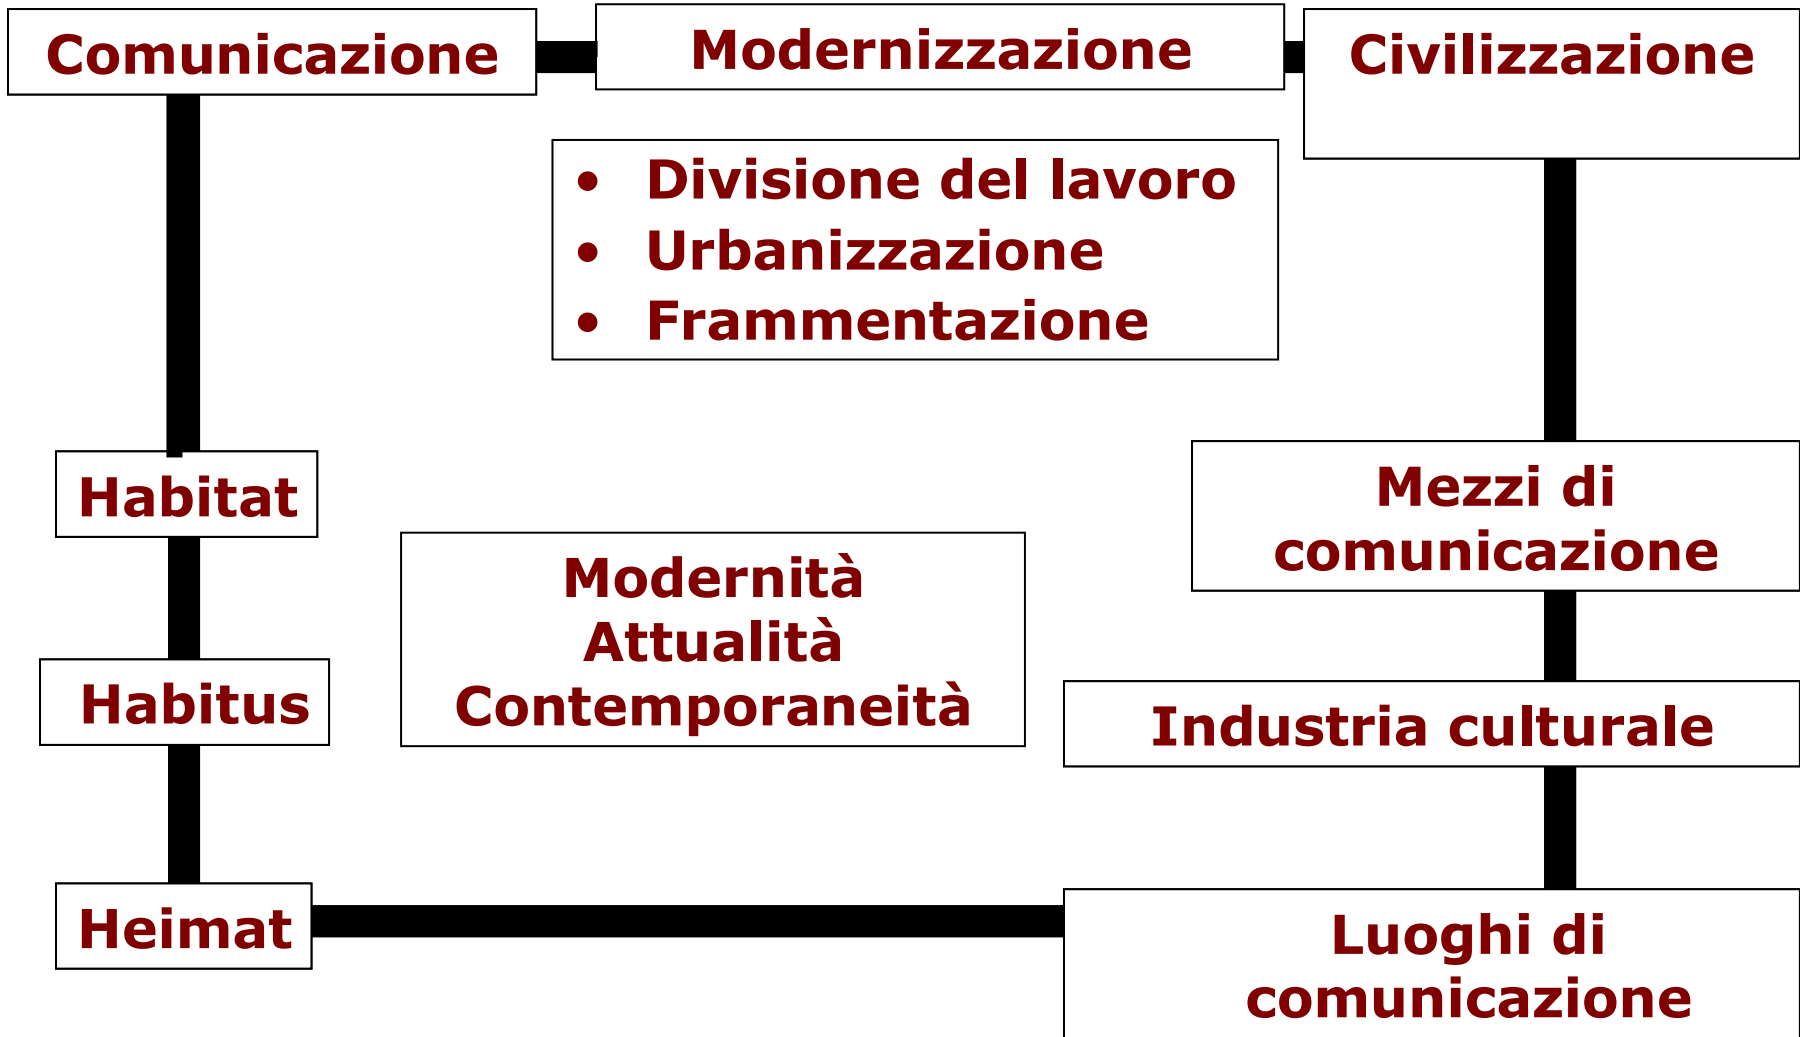 Comunicazione
Modernizzazione
Civilizzazione
• Divisione del lavoro
• Urbanizzazione
• Frammentazione
Habitat
Mezzi di
comunicazione
Modernità
Attualità
Contemporaneità
Habitus
Industria culturale
Heimat
Luoghi di
comunicazione